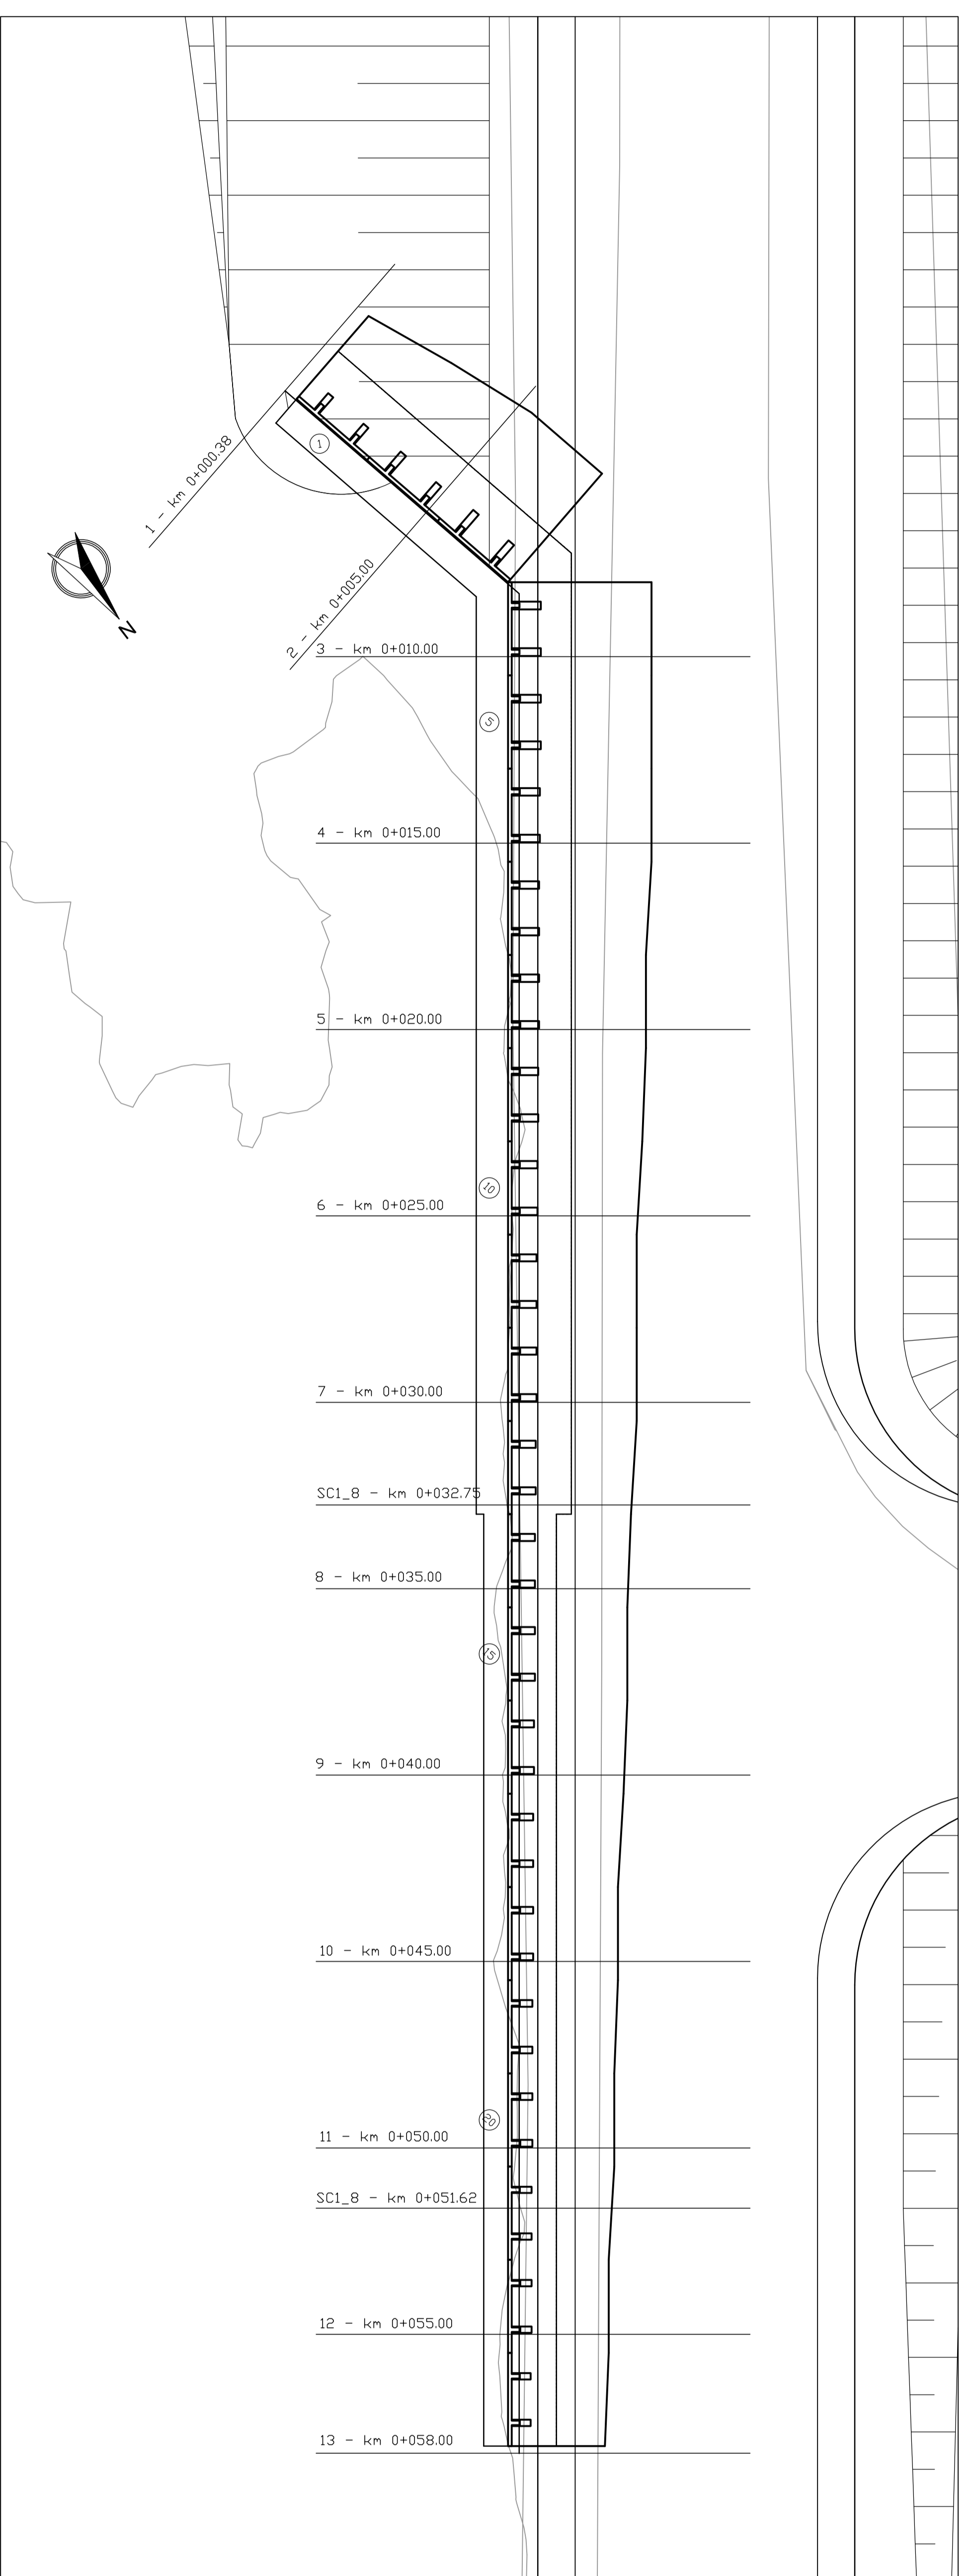 1 - km 0+000.38
1
N
2 - km 0+005.00
3 - km 0+010.00
5
4 - km 0+015.00
5 - km 0+020.00
10
6 - km 0+025.00
7 - km 0+030.00
SC1_8 - km 0+032.75
8 - km 0+035.00
15
9 - km 0+040.00
10 - km 0+045.00
20
11 - km 0+050.00
SC1_8 - km 0+051.62
12 - km 0+055.00
13 - km 0+058.00